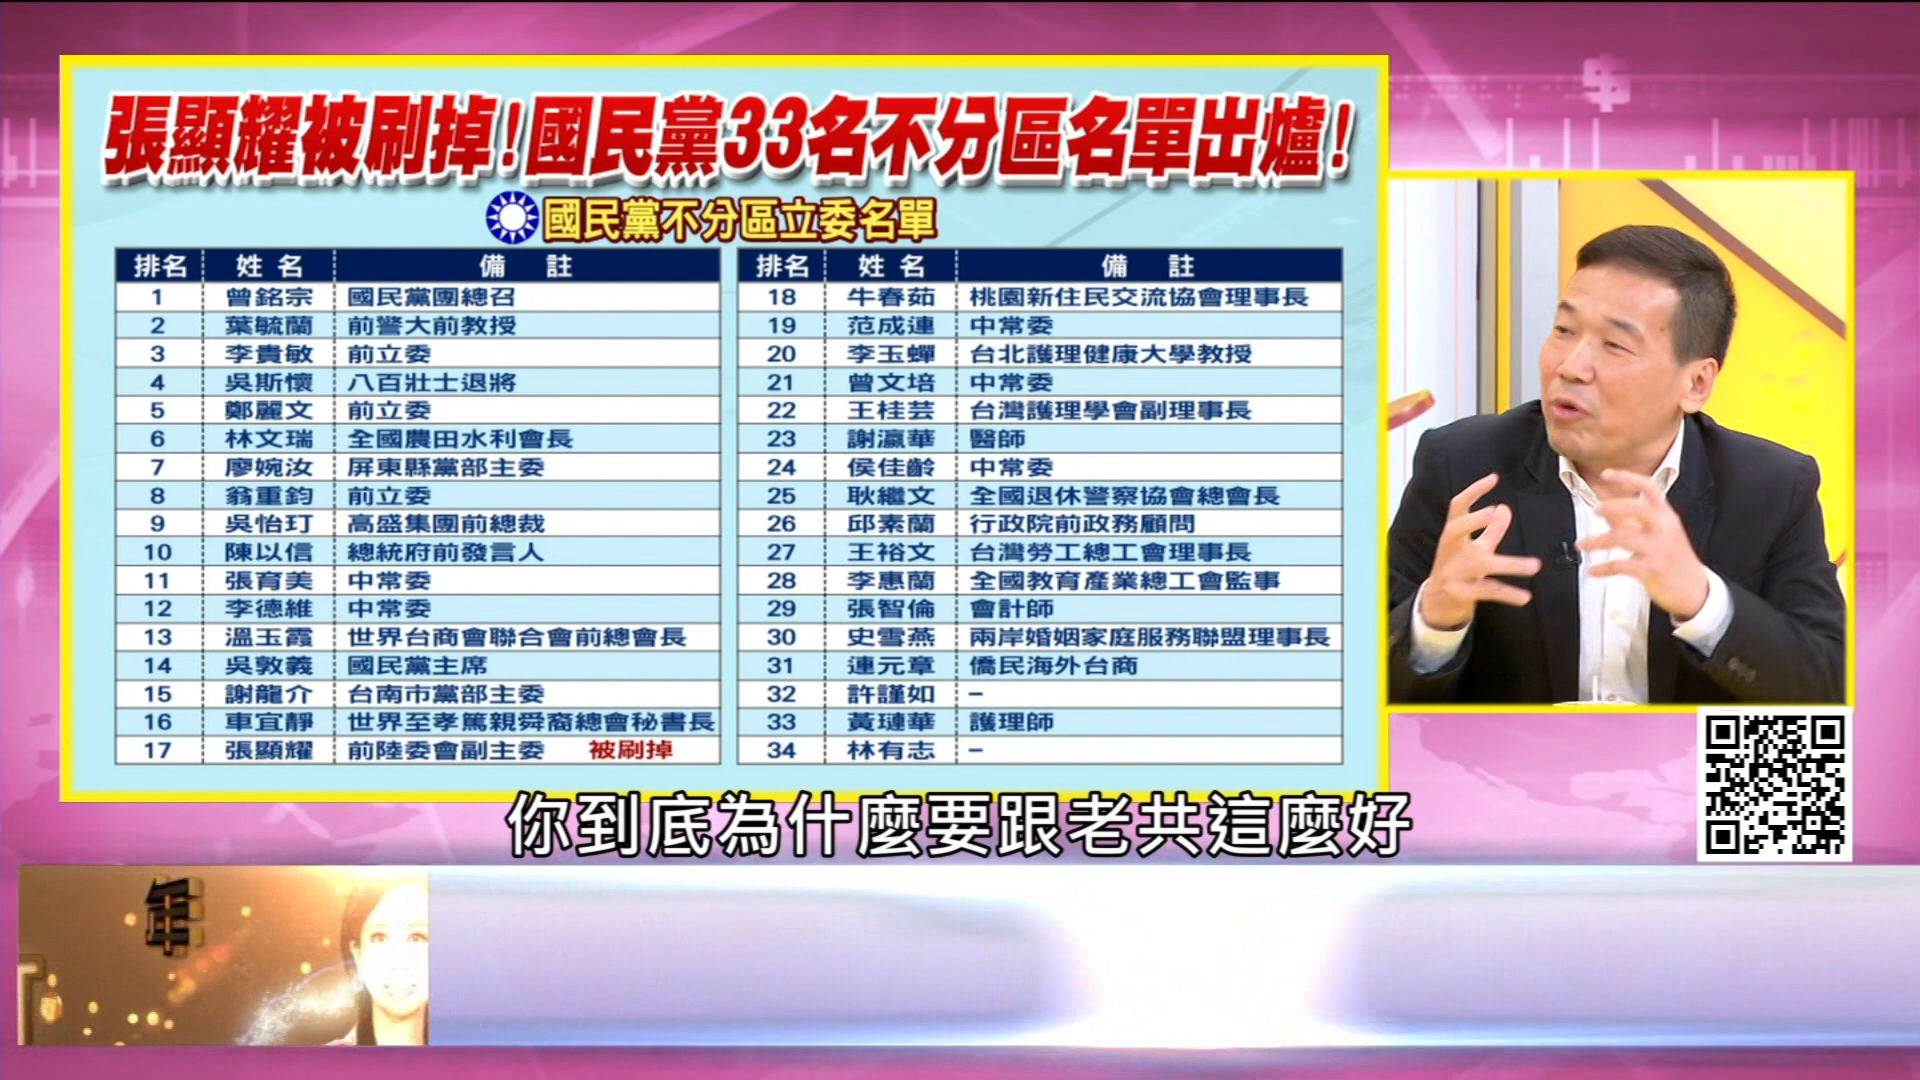 張顯耀被刷掉!國民黨33名不分區名單出爐!
國民黨不分區立委名單
排名 姓名 備註
1 曾銘宗 國民黨團總召
2 葉毓蘭 前警大前教授
3 李貴敏 前立委
4 吳斯懷 八百壯士退將
5 鄭麗文 前立委
6 林文瑞 全國農田水利會長
7 廖婉汝 屏東縣黨部主委
8 翁重鈞 前立委
9 吳怡玎 高盛集團前總裁
10 陳以信 總統府前發言人
11 張育美 中常委
12 李德維 中常委
13 溫玉霞 世界台商會聯合會前總會長
14 吳敦義 國民黨主席
15 謝龍介 台南市黨部主委
16 車宜靜 世界至孝篤親舜裔總會秘書長
17 張顯耀 前陸委會副主委 被刷掉
排名 姓名 備註
18 牛春茹 桃園新住民交流協會理事長
19 范成連 中常委
20 李玉嬋 台北護理健康大學教授
21 曾文培 中常委
22 王桂芸 台灣護理學會副理事長
23 謝瀛華 醫師
24 侯佳齡 中常委
25 耿繼文 全國退休警察協會總會長
26 邱素蘭 行政院前政務顧問
27 王裕文 台灣勞工總工會理事長
28 李惠蘭 全國教育產業總工會監事
29 張智倫 會計師
30 史雪燕 兩岸婚姻家庭服務聯盟理事長
31 連元章 僑民海外台商
32 許謹如 –
33 黃璉華 護理師
34 林有志 –
你到底為什麼要跟老共這麼好
年